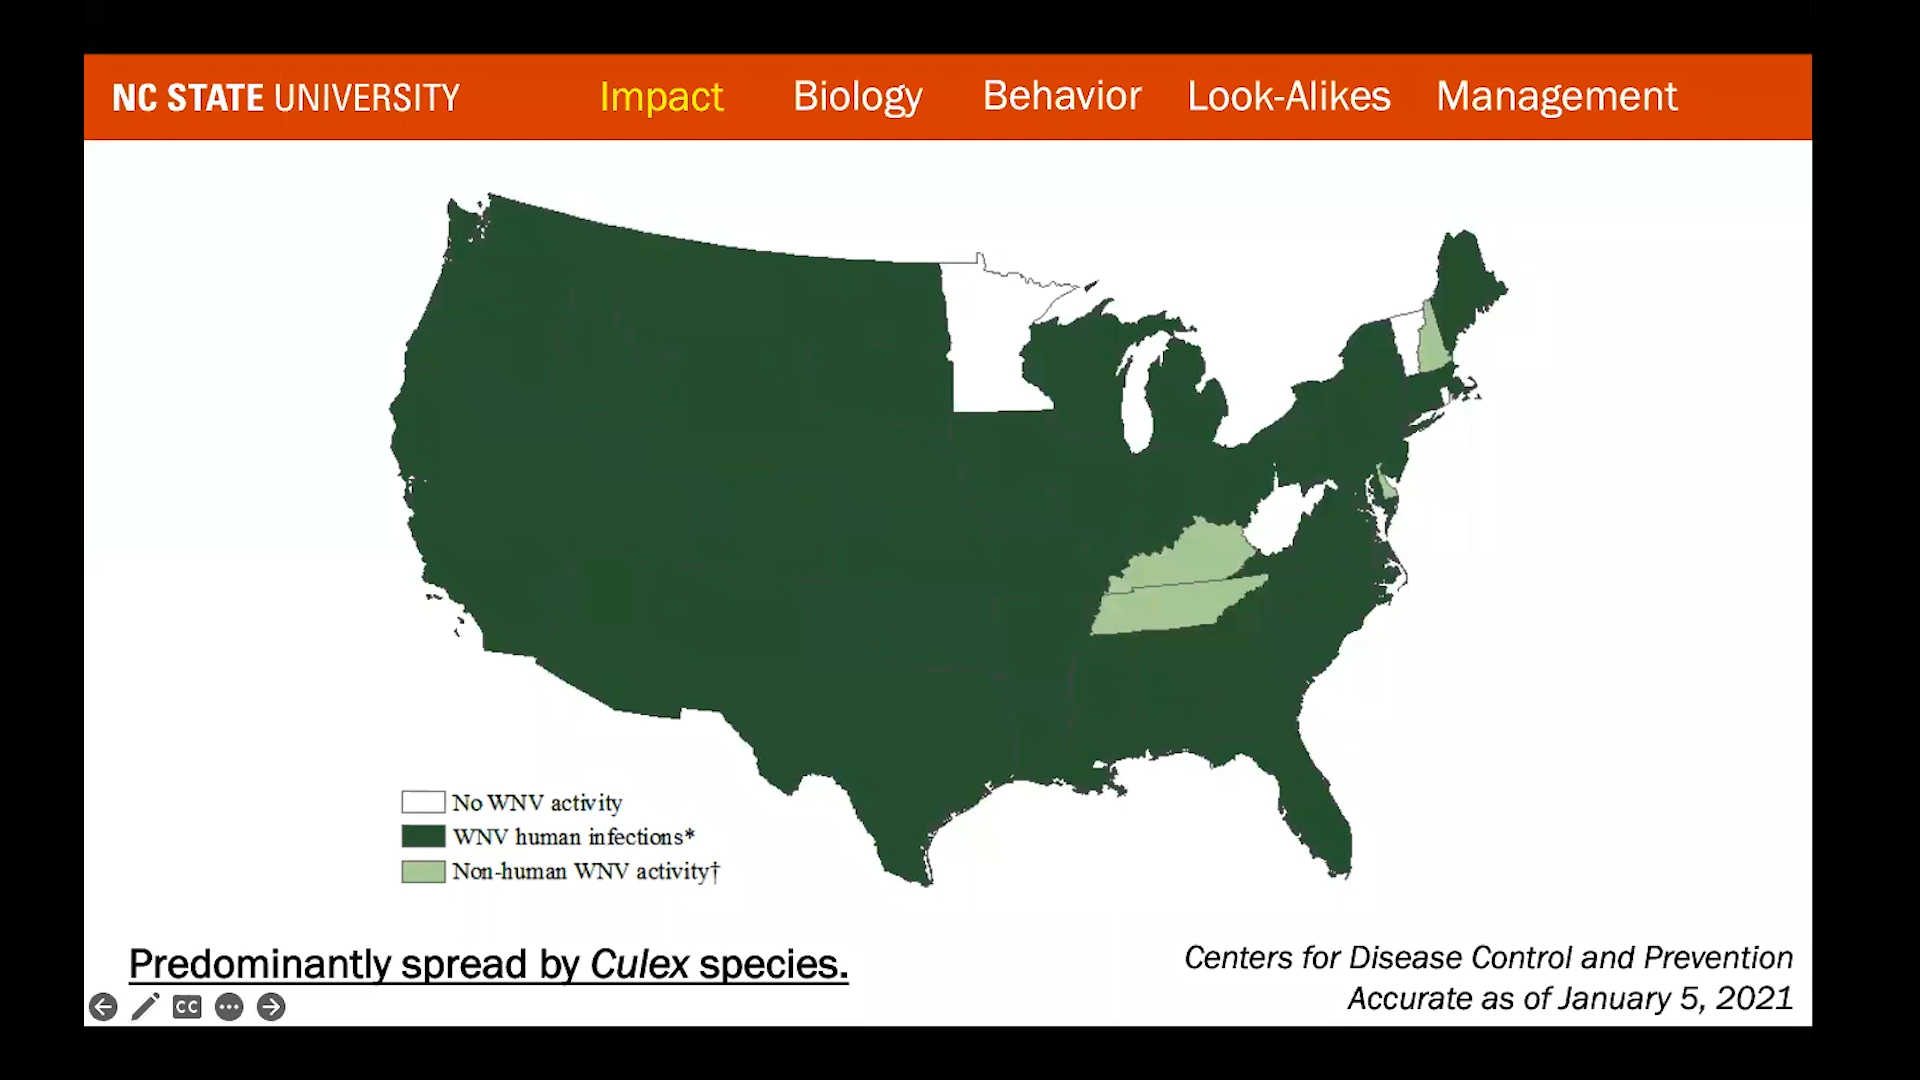 NC STATE UNIVERSITY Impact Biology Behavior Look-Alikes Management
No WNV activity
WNV human infections*
Non-human WNV activity†
Predominantly spread by Culex species.
Centers for Disease Control and Prevention
Accurate as of January 5, 2021
CC